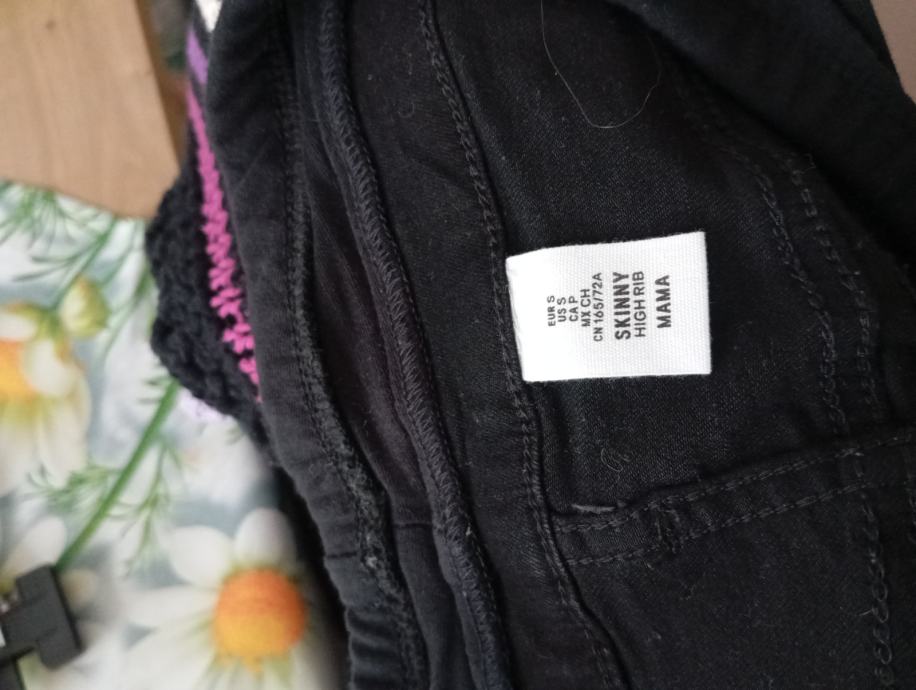 EUR S
US S
CA P
MX CH
CN 165/72A
SKINNY
HIGH RIB
MAMA